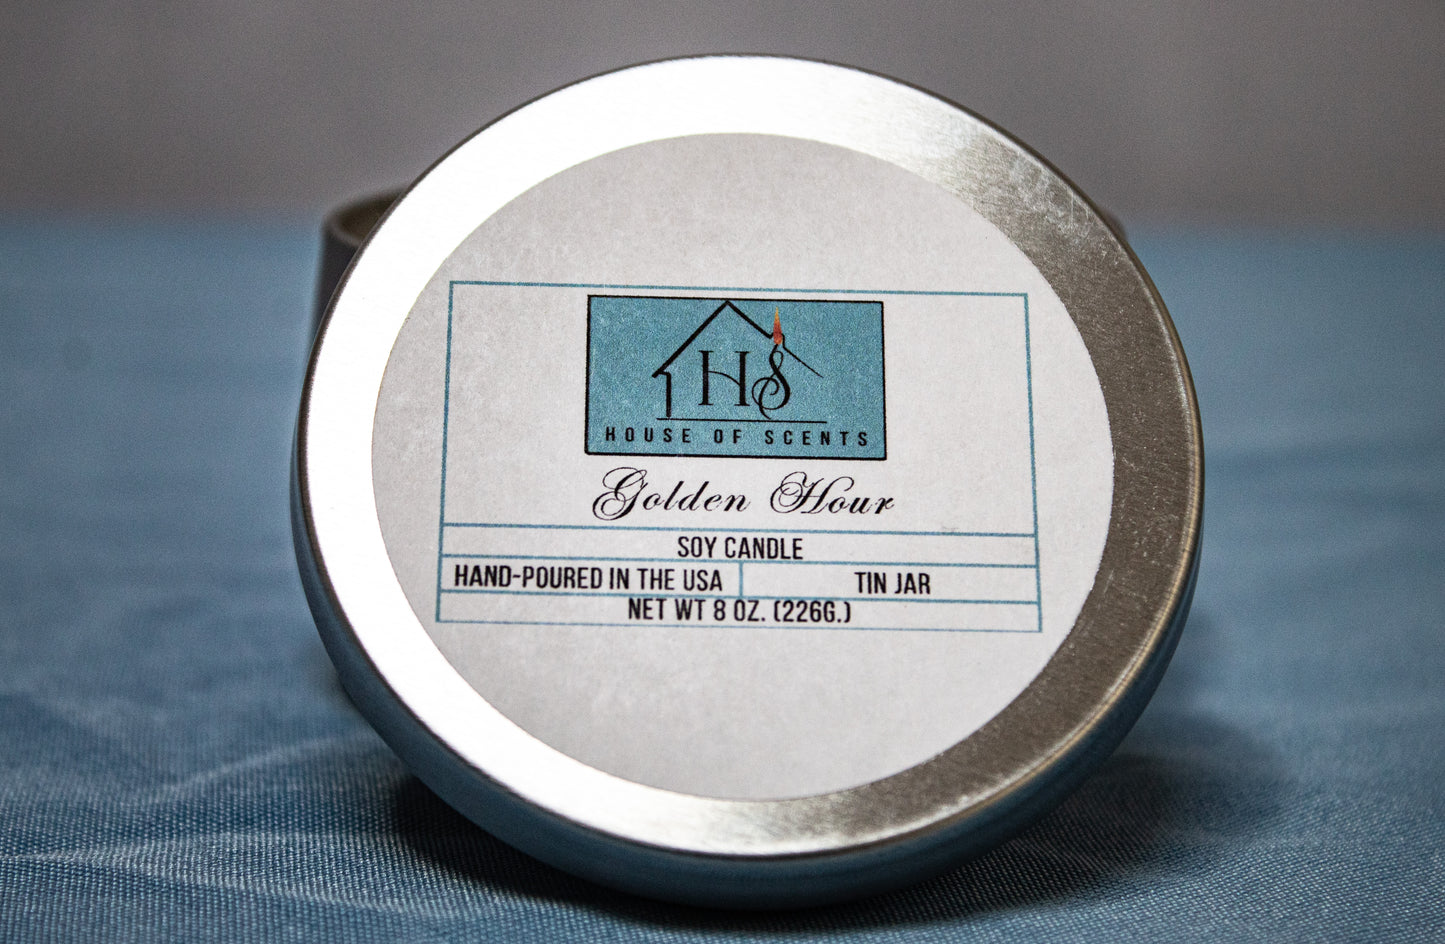 HS
HOUSE OF SCENTS
Golden Hour
SOY CANDLE
HAND-POURED IN THE USA
TIN JAR
NET WT 8 OZ. (226G.)